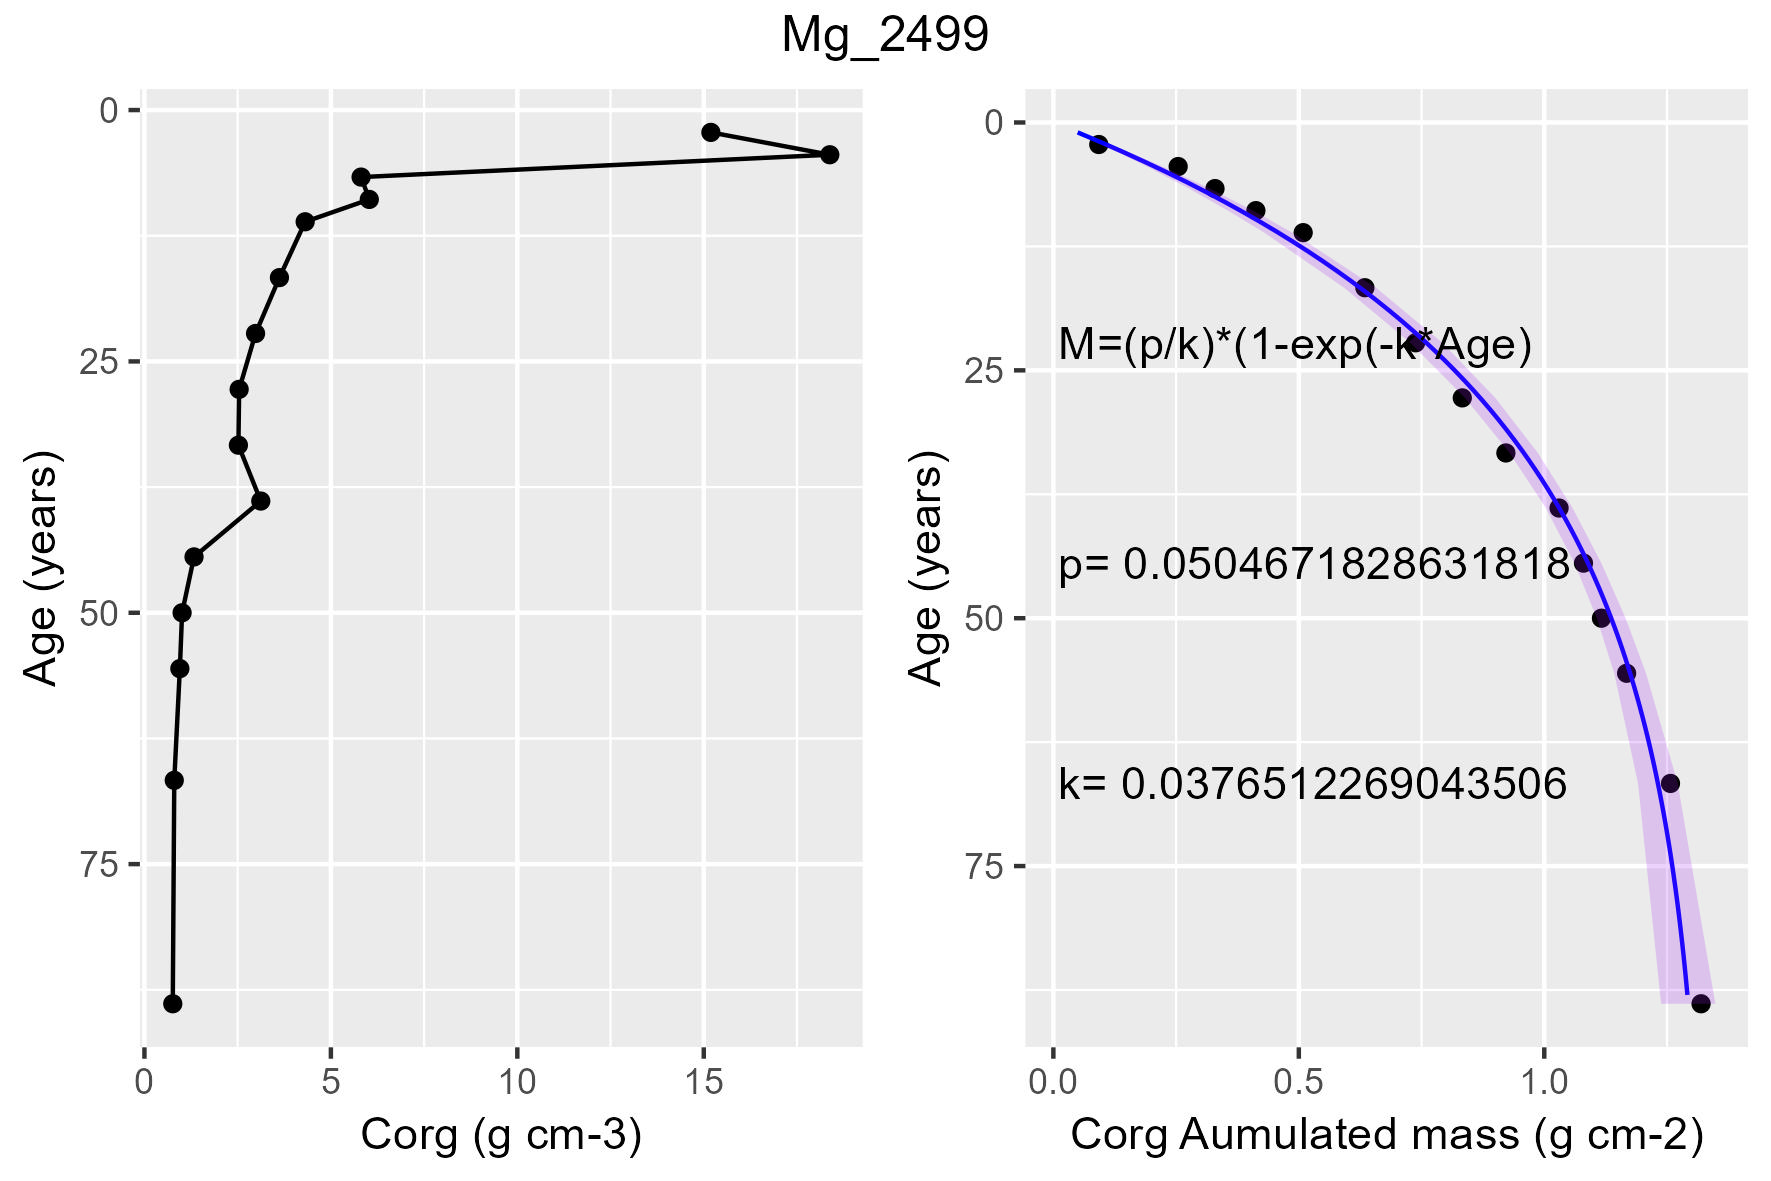 Mg_2499
0
25
50
75
Age (years)
0
5
10
15
Corg (g cm-3)
0
25
50
75
Age (years)
M=(p/k)*(1-exp(-k*Age)
p= 0.0504671828631818
k= 0.0376512269043506
0.0
0.5
1.0
Corg Aumulated mass (g cm-2)